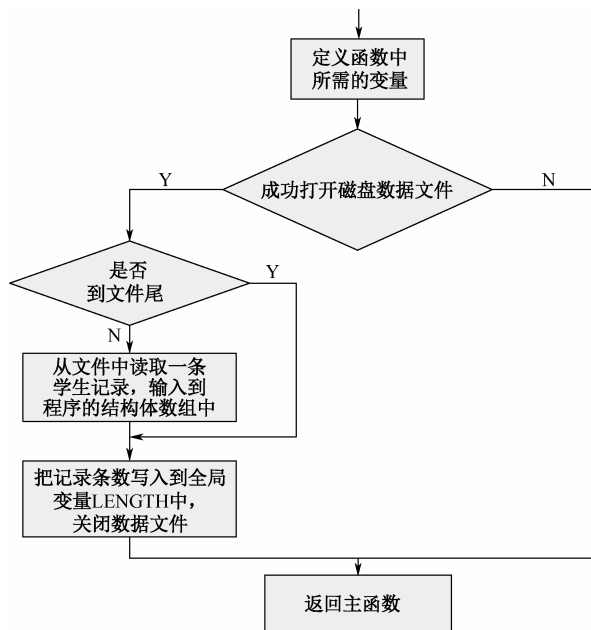 定义函数中
所需的变量
成功打开磁盘数据文件
Y
N
是否
到文件尾
Y
N
从文件中读取一条
学生记录，输入到
程序的结构体数组中
把记录条数写入到全局
变量LENGTH中，
关闭数据文件
返回主函数